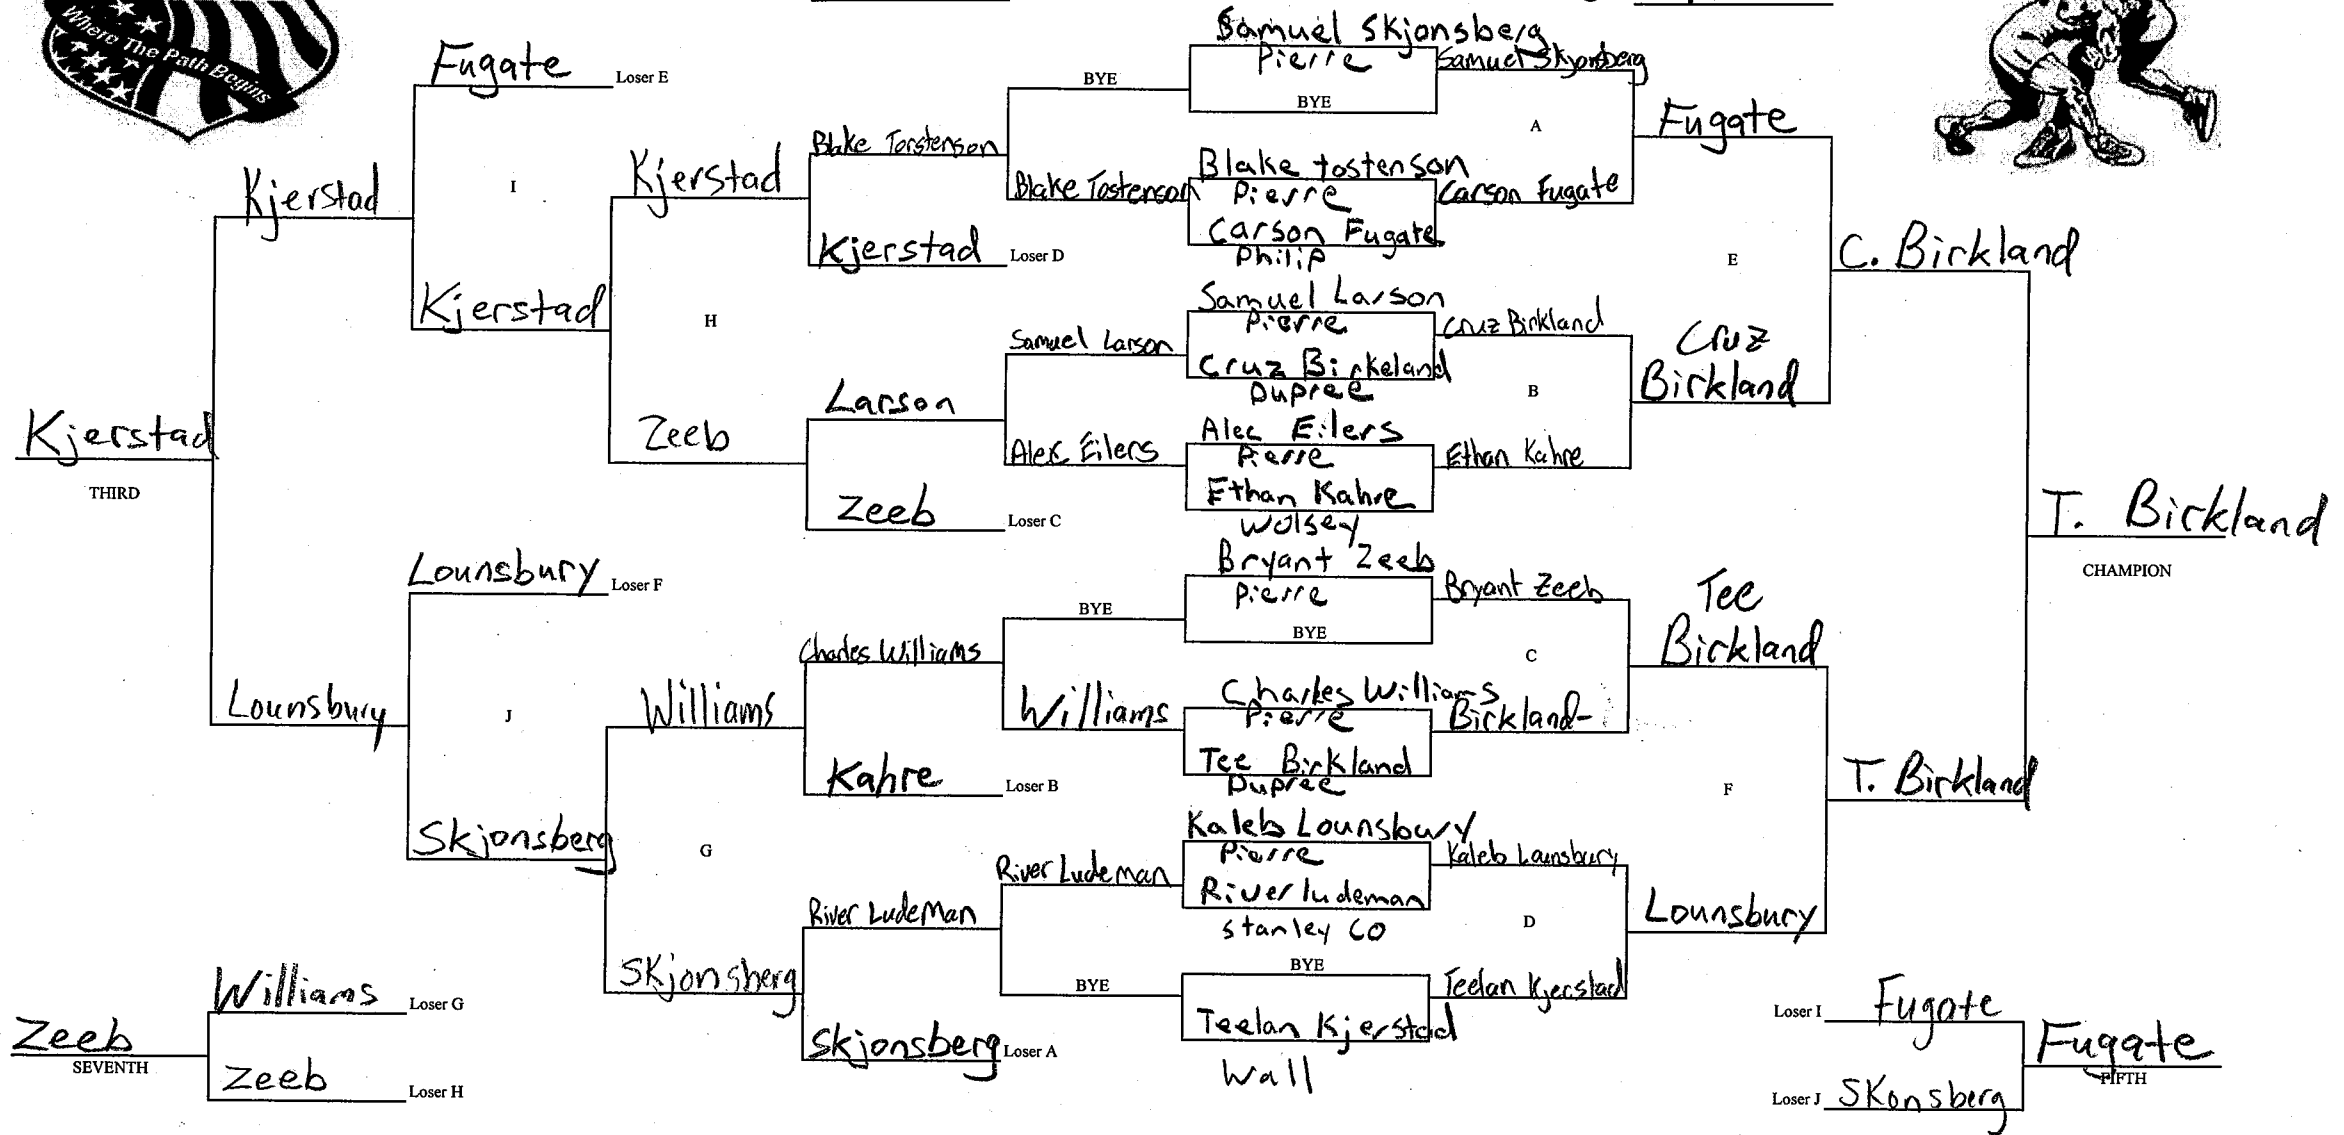 Where The Path Begins
Fugate
Loser E
I
Kjerstad
Kjerstad
Kjerstad
THIRD
Lounsbury
Loser F
J
Lounsbury
Skjonsberg
Kjerstad
H
Zeeb
Williams
G
Skjonsberg
Blake Torstenson
Kjerstad
Loser D
Larson
Zeeb
Loser C
Charles Williams
Kahre
Loser B
River Ludeman
Skjonsberg
Loser A
BYE
Blake Tostenson
Samuel Larson
Alec Eilers
BYE
Williams
River Ludeman
BYE
Samuel Skjonsberg
Pierre
BYE
Blake tostenson
Pierre
Carson Fugate
Philip
Samuel Larson
Pierre
Cruz Birkeland
Dupree
Alec Eilers
Pierre
Ethan Kahre
Wolsey
Bryant Zeeb
Pierre
BYE
Charles Williams
Pierre
Tee Birkland
Dupree
Kaleb Lounsbury
Pierre
River ludeman
Stanley CO
BYE
Teelan Kjerstad
Wall
Samuel Skjonsberg
A
Carson Fugate
Cruz Birkland
B
Ethan Kahre
Bryant Zeeb
C
Birkland-
Kaleb Lounsbury
D
Teelan Kjerstad
Fugate
E
Cruz
Birkland
Tee
Birkland
F
Lounsbury
C. Birkland
T. Birkland
T. Birkland
CHAMPION
Williams
Loser G
Zeeb
SEVENTH
Zeeb
Loser H
Loser I
Fugate
Fugate
FIFTH
Loser J
SKonsberg